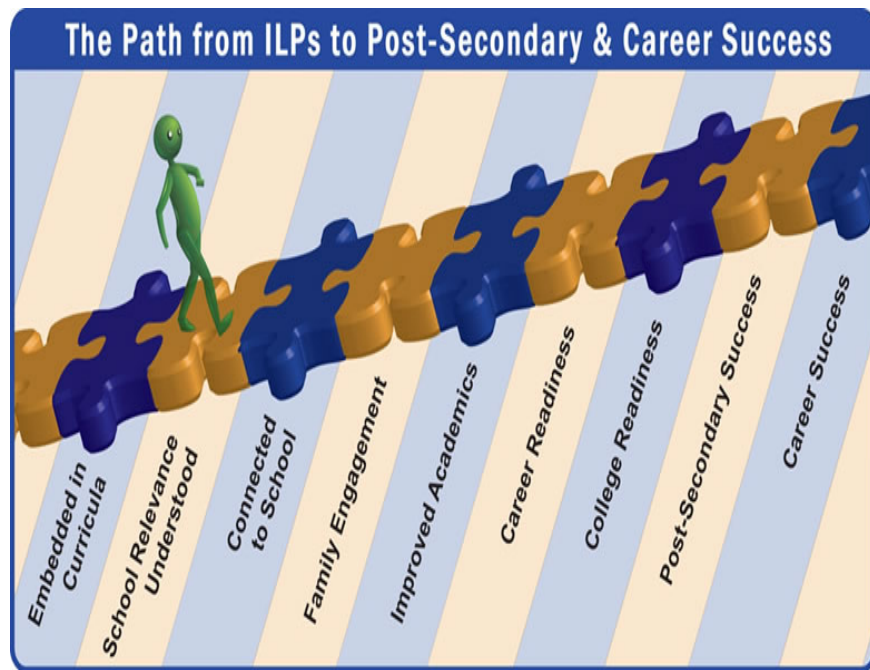 The Path from ILPs to Post-Secondary & Career Success
Embedded in
Curricula
School Relevance
Understood
Connected
to School
Family Engagement
Improved Academics
Career Readiness
College Readiness
Post-Secondary Success
Career Success